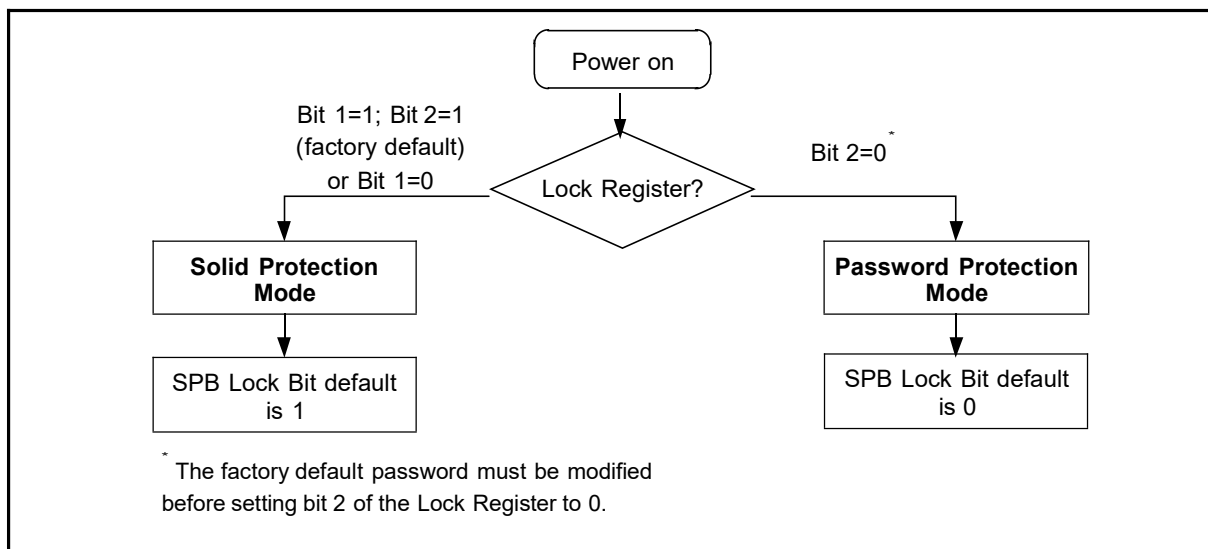 Power on
Bit 1=1; Bit 2=1
(factory default)
or Bit 1=0
Lock Register?
Bit 2=0*
Solid Protection
Mode
Password Protection
Mode
SPB Lock Bit default
is 1
SPB Lock Bit default
is 0
* The factory default password must be modified
before setting bit 2 of the Lock Register to 0.